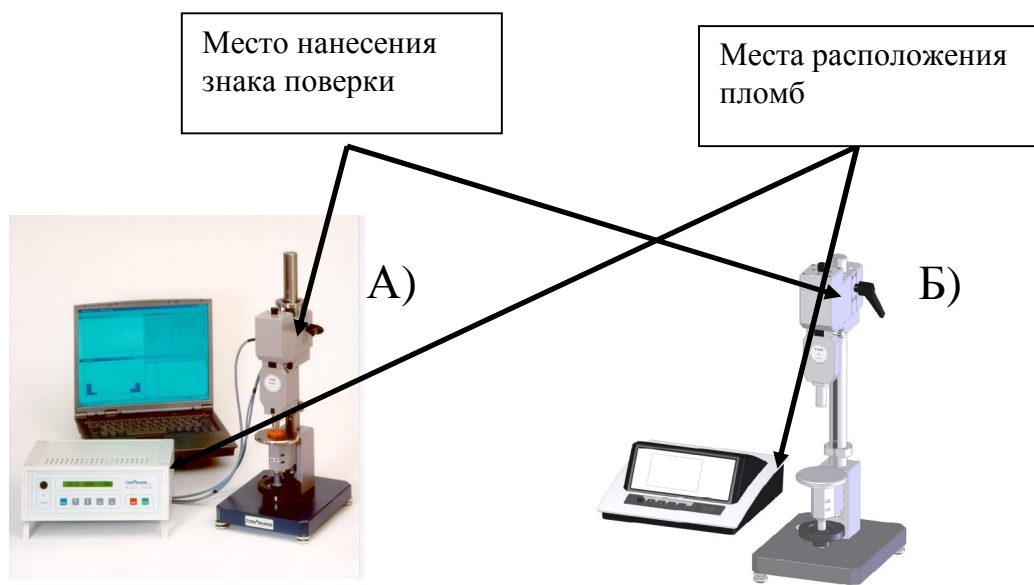 Место нанесения
знака поверки
Места расположения
пломб
А)
Б)